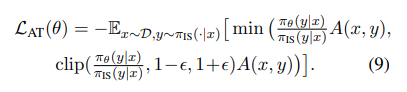 ℒ_AT(θ) = −𝔼_{x∼𝒟,y∼π_IS(·|x)}[ min ( π_θ(y|x)/π_IS(y|x) A(x, y),
clip(π_θ(y|x)/π_IS(y|x), 1−ϵ, 1+ϵ)A(x, y))]. (9)